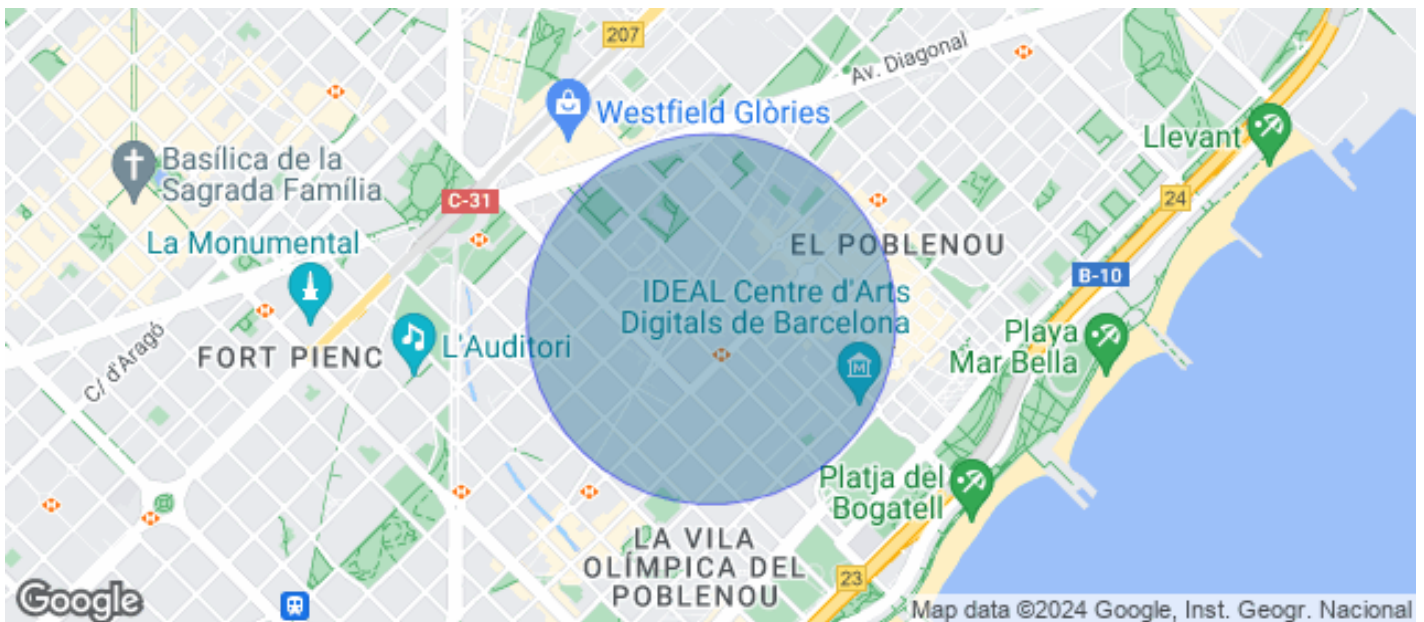 207
Av. Diagonal
Westfield Glòries
Llevant
Basílica de la
Sagrada Família
C-31
24
La Monumental
EL POBLENOU
B-10
IDEAL Centre d'Arts
Digitals de Barcelona
Playa
Mar Bella
C/ d'Aragó
FORT PIENC
L'Auditori
Platja del
Bogatell
LA VILA
OLÍMPICA DEL
POBLENOU
23
Google
Map data ©2024 Google, Inst. Geogr. Nacional